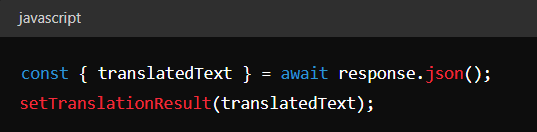 javascript
const { translatedText } = await response.json();
setTranslationResult(translatedText);